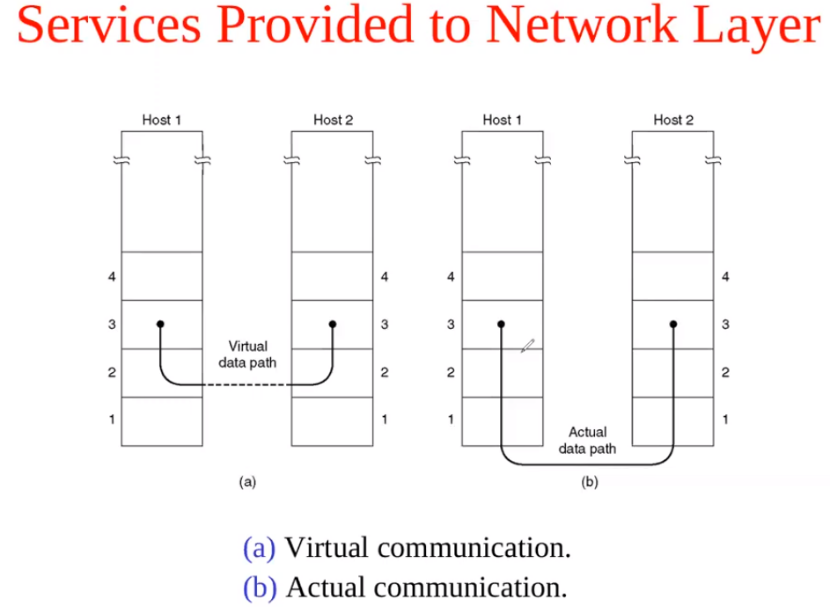 Services Provided to Network Layer
Host 1
Host 2
Host 1
Host 2
4
4
4
4
3
3
3
3
Virtual
data path
2
2
2
2
1
1
1
1
Actual
data path
(a)
(b)
(a) Virtual communication.
(b) Actual communication.